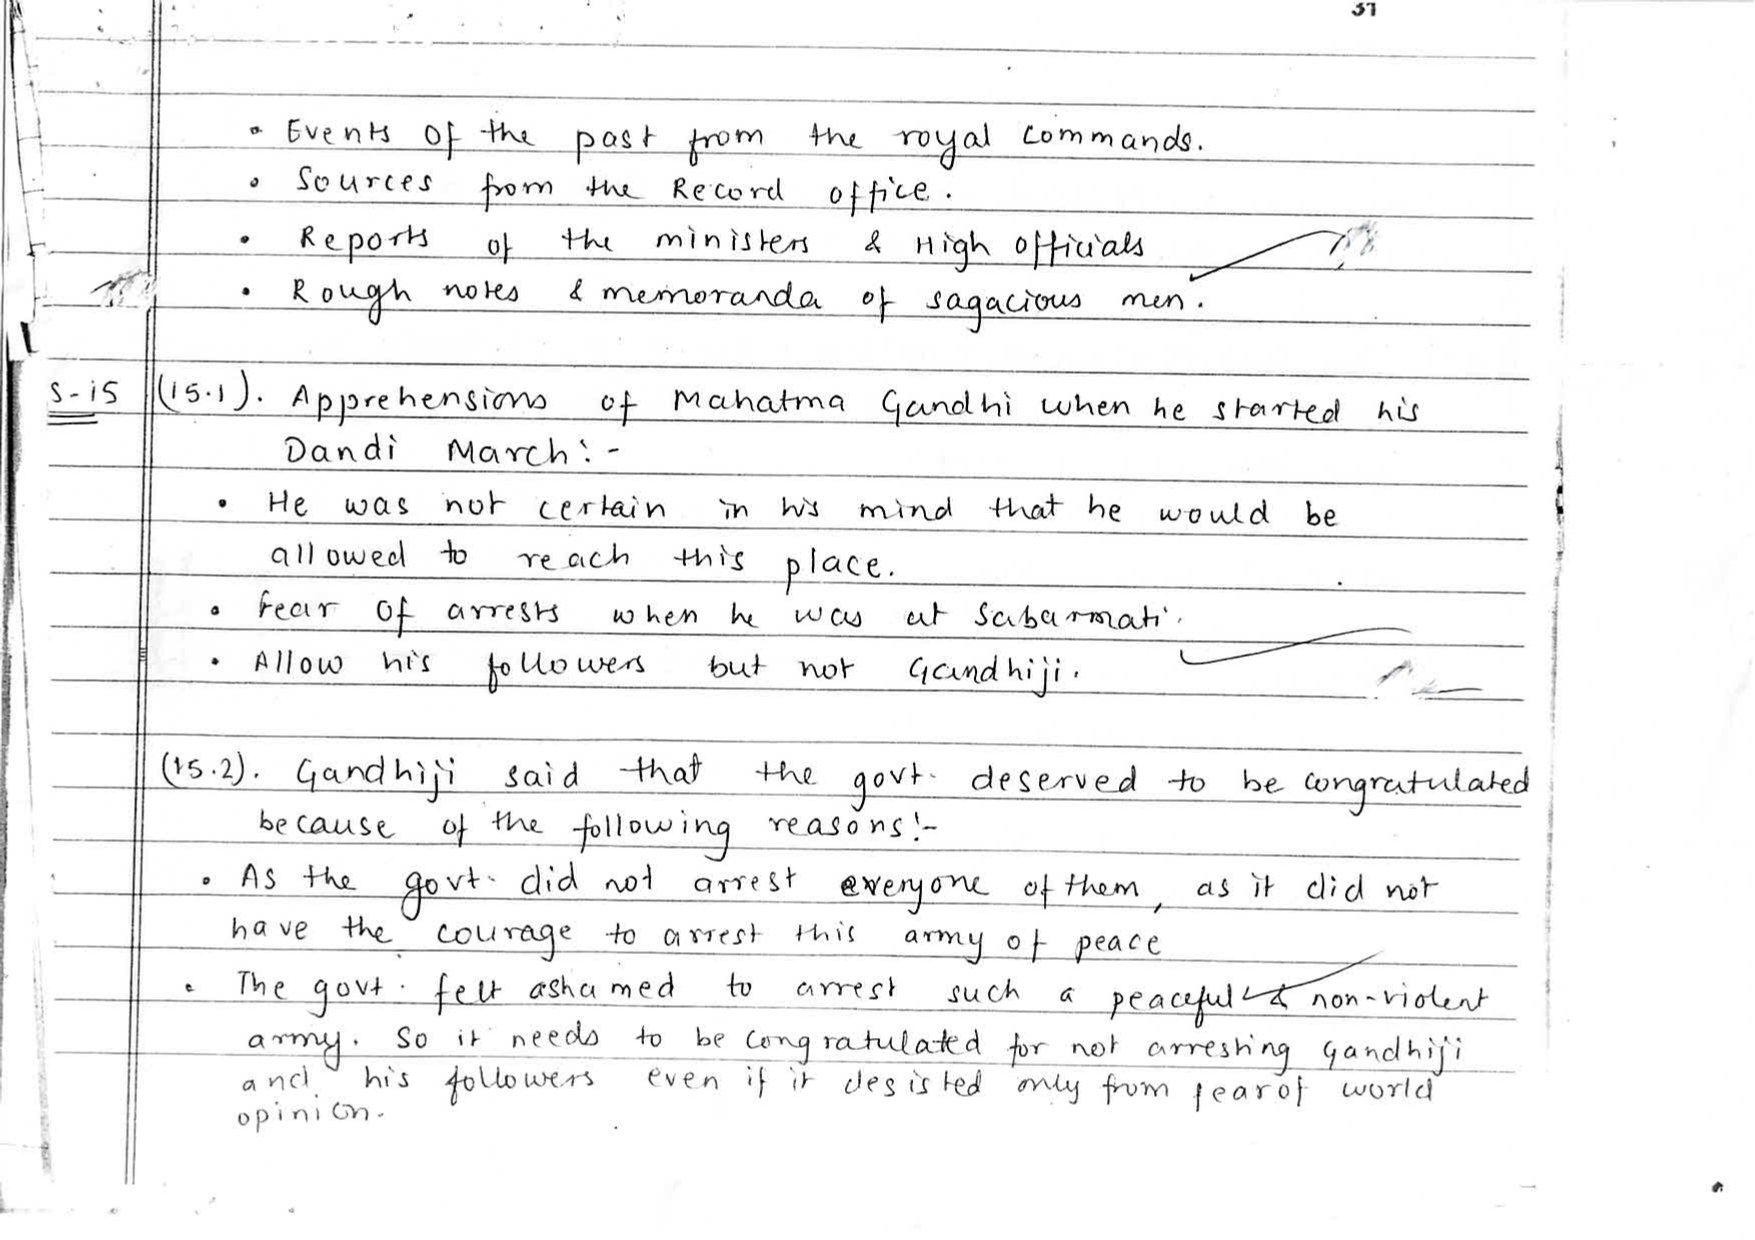 31
• Events of the past from the royal commands.
• Sources from the Record office.
• Reports of the ministers & High officials
• Rough notes & memoranda of sagacious men.
S-15 (15.1). Apprehensions of Mahatma Gandhi when he started his
Dandi March:-
• He was not certain in his mind that he would be
allowed to reach this place.
• Fear of arrests when he was at Sabarmati.
• Allow his followers but not Gandhiji.
(15.2). Gandhiji said that the govt. deserved to be congratulated
because of the following reasons:-
• As the govt. did not arrest everyone of them, as it did not
have the courage to arrest this army of peace
• The govt. felt ashamed to arrest such a peaceful & non-violent
army. So it needs to be congratulated for not arresting Gandhiji
and his followers even if it desisted only from fear of world
opinion.